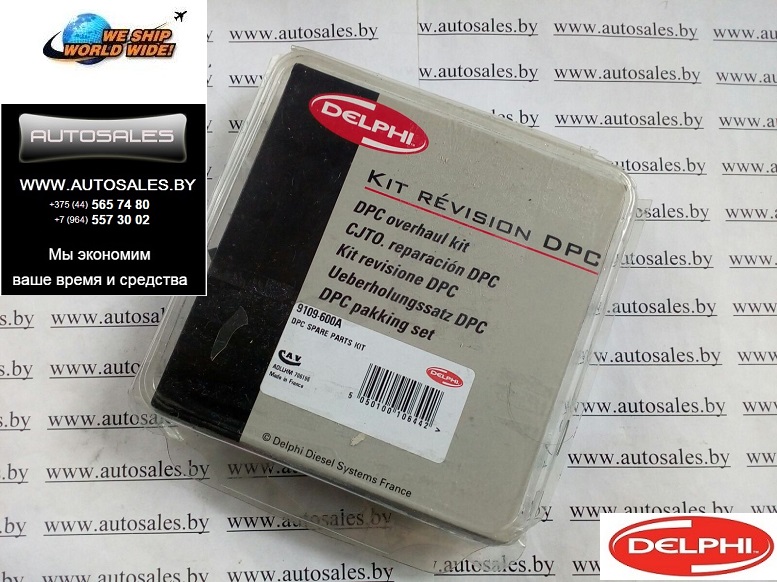 WE SHIP
WORLD WIDE!
AUTOSALES
WWW.AUTOSALES.BY
+375 (44) 565 74 80
+7 (964) 557 30 02
Мы экономим
ваше время и средства
www.autosales.by
DELPHI
KIT RÉVISION DPC
DPC overhaul kit
CJTO, reparación DPC
Kit revisione DPC
Ueberholungssatz DPC
DPC pakking set
9109-600A
DPC SPARE PARTS KIT
CAV
Made in France
DELPHI
5 050100 108442 >
© Delphi Diesel Systems France
DELPHI